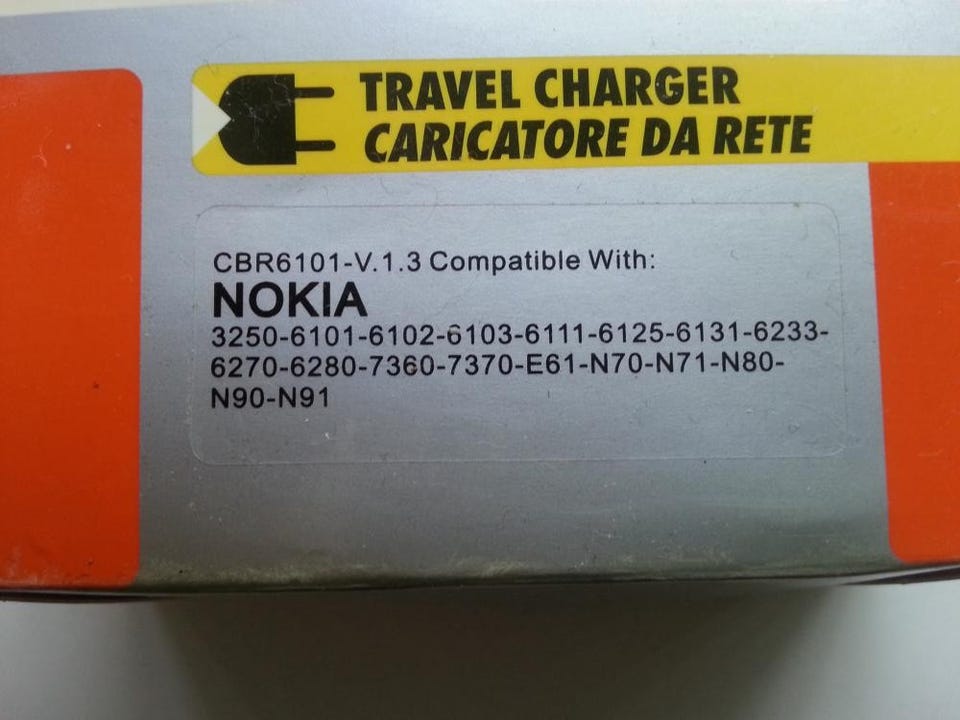 TRAVEL CHARGER
CARICATORE DA RETE
CBR6101-V.1.3 Compatible With:
NOKIA
3250-6101-6102-6103-6111-6125-6131-6233-
6270-6280-7360-7370-E61-N70-N71-N80-
N90-N91